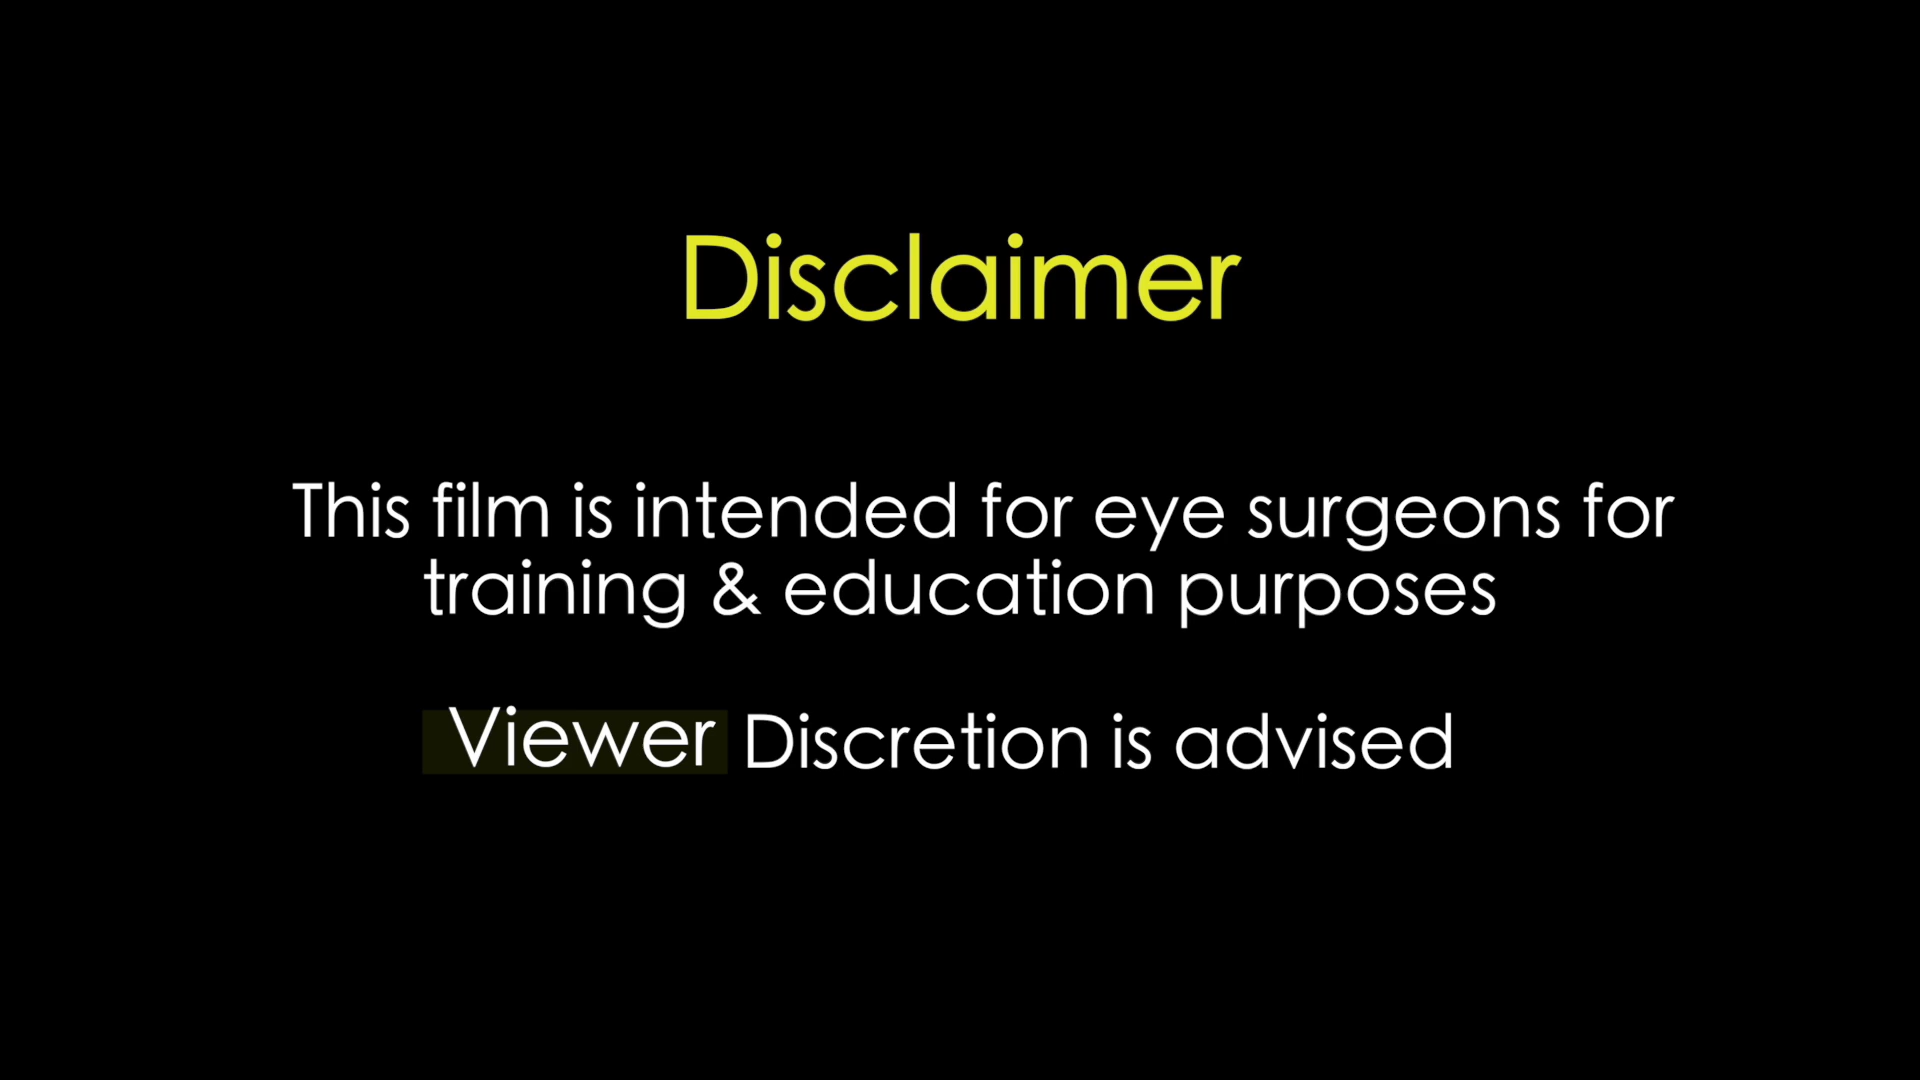 Disclaimer
This film is intended for eye surgeons for
training & education purposes
Viewer Discretion is advised